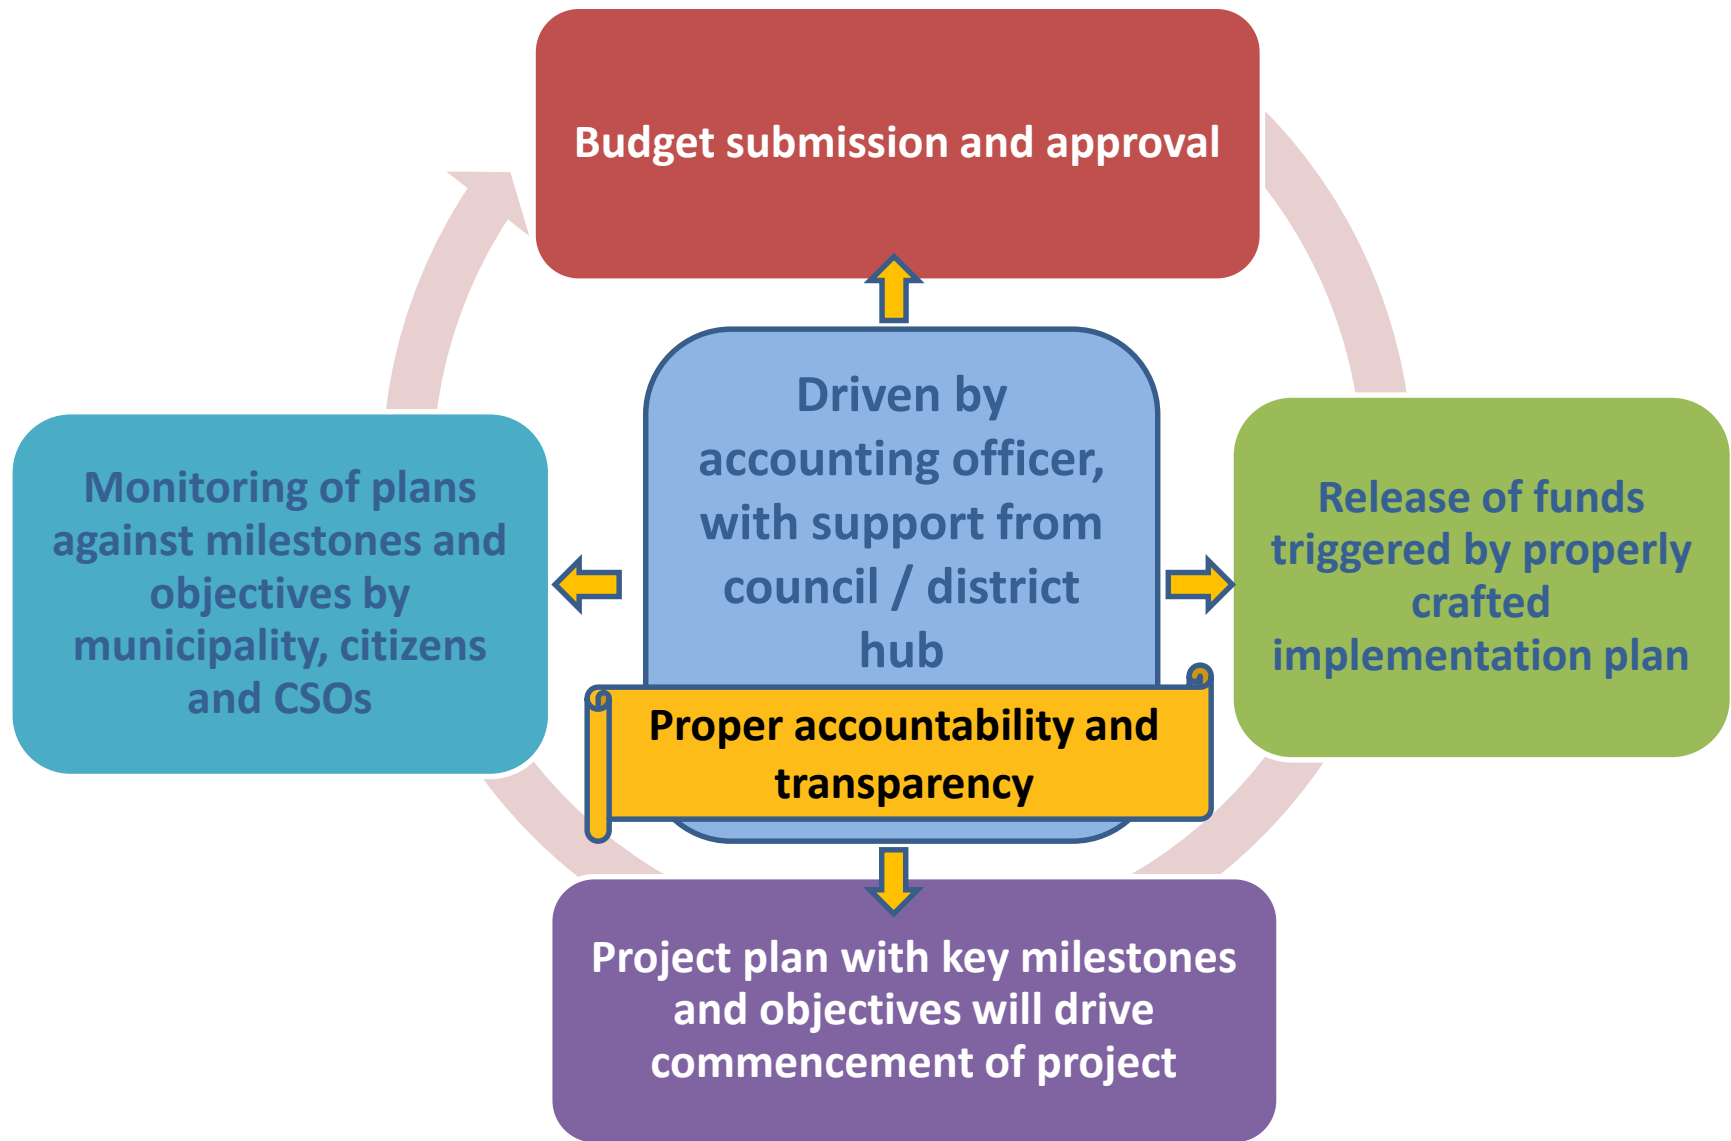 Budget submission and approval
Driven by
accounting officer,
with support from
council / district
hub
Proper accountability and
transparency
Monitoring of plans
against milestones and
objectives by
municipality, citizens
and CSOs
Release of funds
triggered by properly
crafted
implementation plan
Project plan with key milestones
and objectives will drive
commencement of project